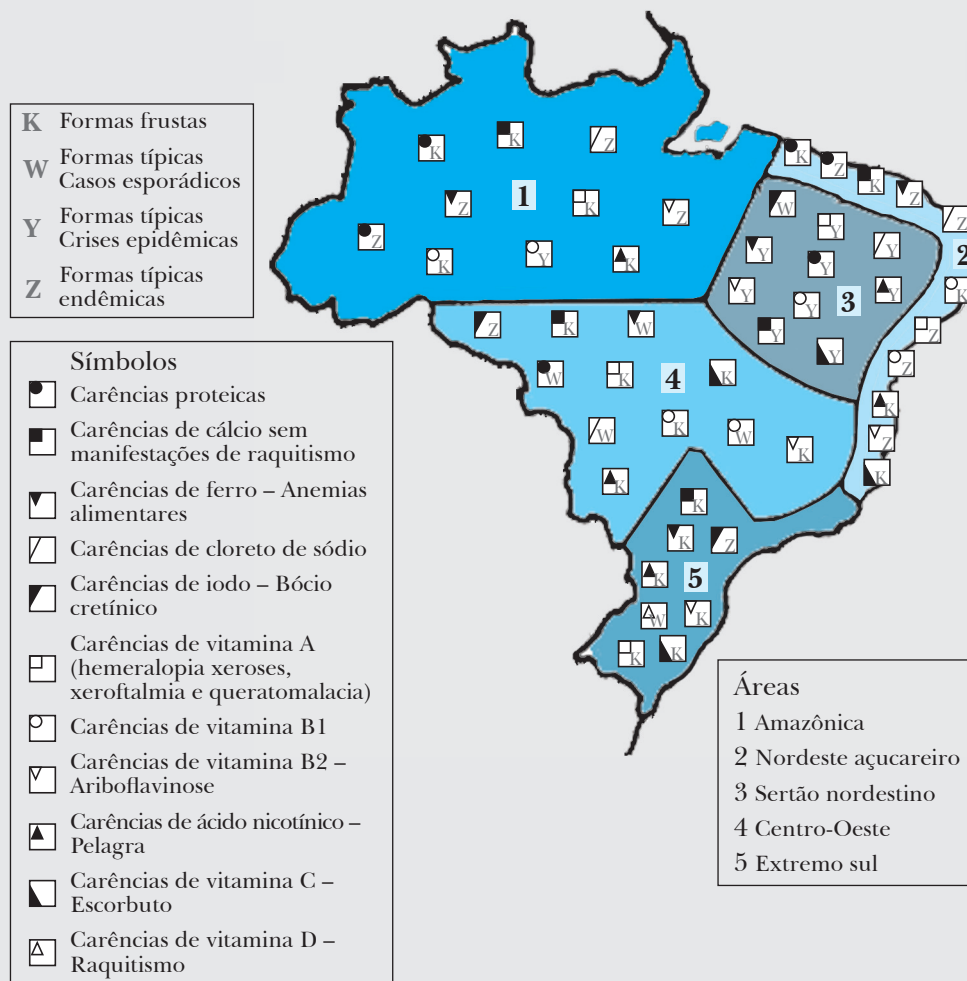 K Formas frustas
W Formas típicas
Casos esporádicos
Y Formas típicas
Crises epidêmicas
Z Formas típicas
endêmicas
Símbolos
Carências proteicas
Carências de cálcio sem
manifestações de raquitismo
Carências de ferro – Anemias
alimentares
Carências de cloreto de sódio
Carências de iodo – Bócio
cretínico
Carências de vitamina A
(hemeralopia xeroses,
xeroftalmia e queratomalacia)
Carências de vitamina B1
Carências de vitamina B2 –
Ariboflavinose
Carências de ácido nicotínico –
Pelagra
Carências de vitamina C –
Escorbuto
Carências de vitamina D –
Raquitismo
K K Z
Z 1 K Z
Z K Y K
K Z K Z Z
2
K Z Z K Z K
W Y Y
Y Y Y
Y Y 3
Y Y
Z K W
W K 4 K
W K W K
K
K
K Z
K 5
W K
K K
Áreas
1 Amazônica
2 Nordeste açucareiro
3 Sertão nordestino
4 Centro-Oeste
5 Extremo sul